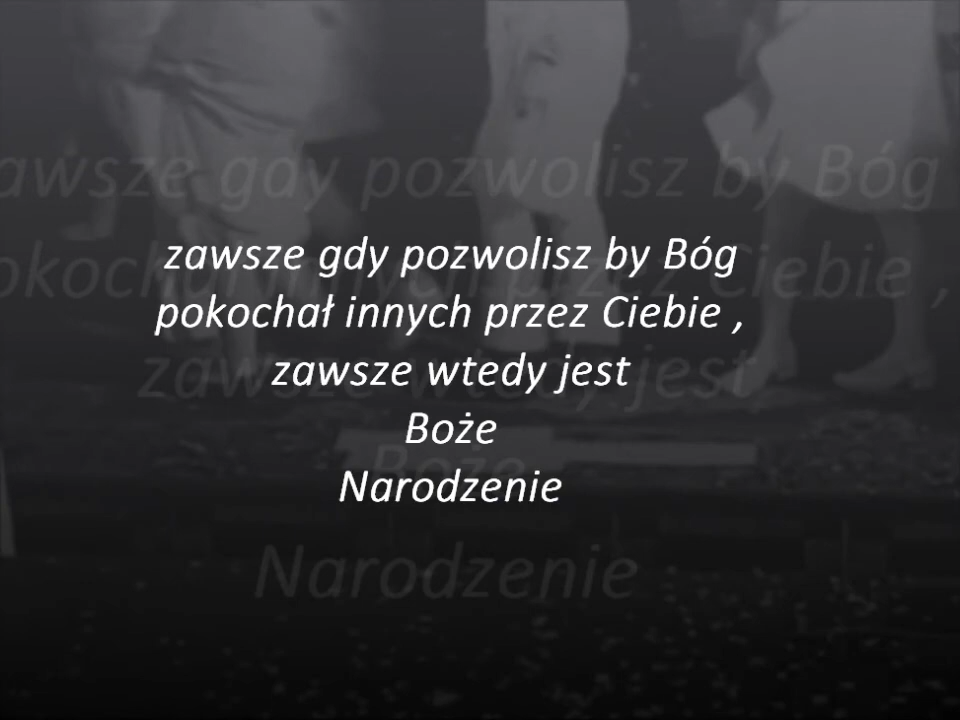 zawsze gdy pozwolisz by Bóg
pokochał innych przez Ciebie ,
zawsze wtedy jest
Boże
Narodzenie